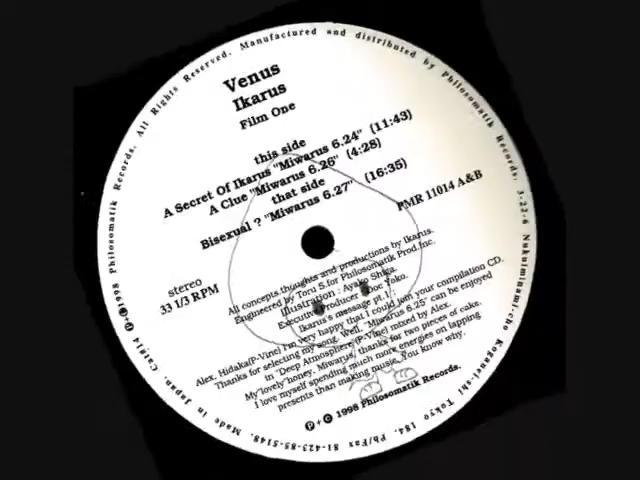 Venus
Ikarus
Film One
this side
A Secret Of Ikarus "Miwarus 6.24" (11:43)
A Clue "Miwarus 6.26" (4:28)
that side
Bisexual ? "Miwarus 6.27" (16:35)
PMR 11014 A&B
stereo
33 1/3 RPM
All concepts thoughts and productions by Ikarus.
Engineered by Toru S.for Philosomatik Prod.Inc.
Illustration : Ayako Shiga.
Executive Producer : Joe Yoko.
Ikarus's message pt.1 ;
Alex, Hidaka(P-Vine) I'm very happy that I could join your compilation CD.
Thanks for selecting my song. Well, "Miwarus 6.25" can be enjoyed
in "Deep Atmosphere"(P-Vine) mixed by Alex.
My"lovely"honey, Miwarus, thanks for two pieces of caks.
I love myself spending much more energies on lapping
presents than making music. You know why.
℗ + © 1998 Philosomatik Records.
℗©1998 Philosomatik Records. All Rights Reserved. Manufactured and distributed by Philosomatik Records, 3-22-6 Nukuiminami-cho Koganei-shi Tokyo 184, Ph/Fax 81-423-85-5148. Made in Japan.